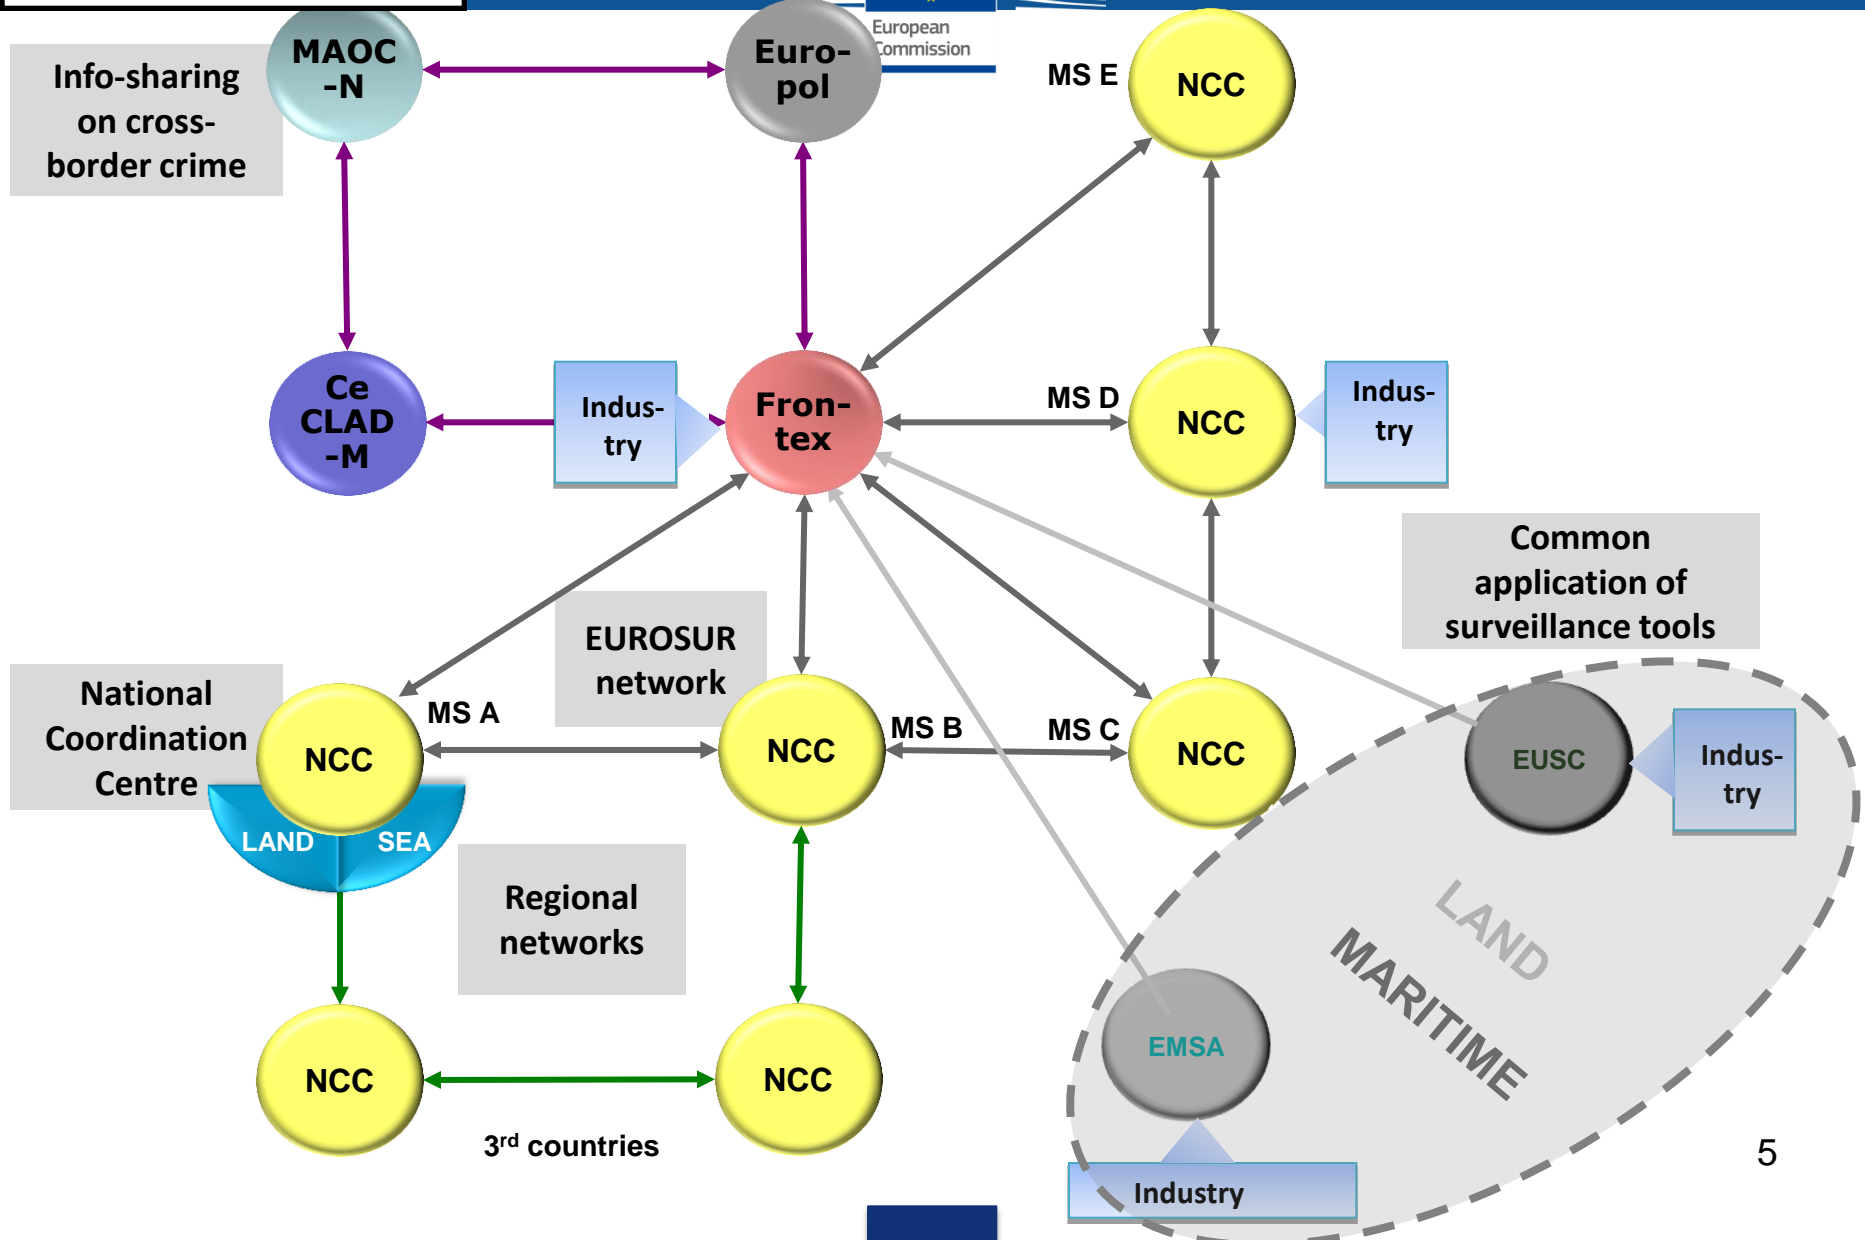 European
Commission
Info-sharing
on cross-
border crime
MAOC
-N
Euro-
pol
MS E
NCC
Ce
CLAD
-M
Indus-
try
Fron-
tex
MS D
NCC
Indus-
try
Common
application of
surveillance tools
EUROSUR
network
National
Coordination
Centre
NCC
MS A
NCC
MS B
MS C
NCC
EUSC
Indus-
try
LAND
SEA
Regional
networks
LAND
MARITIME
NCC
NCC
EMSA
3rd countries
Industry
5